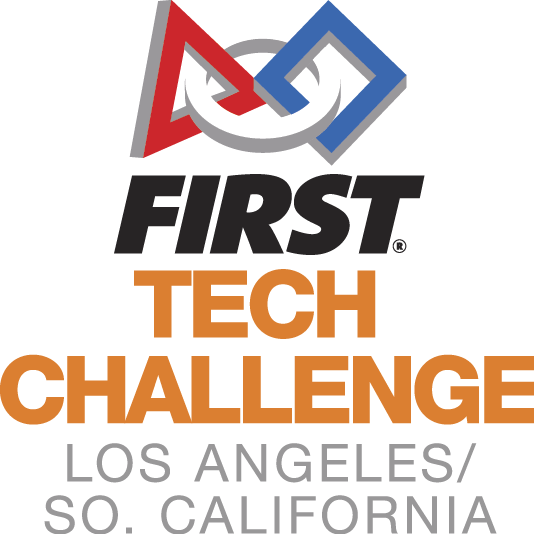 FIRST®
TECH
CHALLENGE
LOS ANGELES/
SO. CALIFORNIA